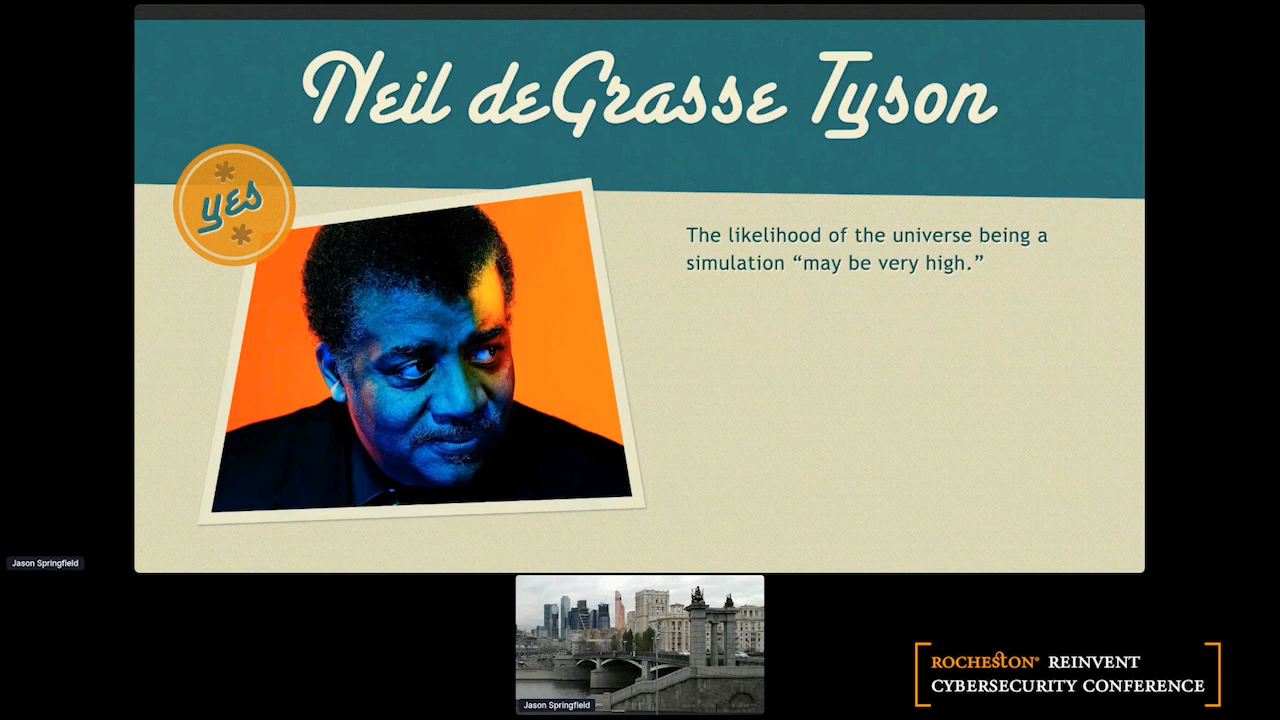 Neil deGrasse Tyson
yes
The likelihood of the universe being a
simulation “may be very high.”
Jason Springfield
Jason Springfield
ROCHESTON® REINVENT
CYBERSECURITY CONFERENCE